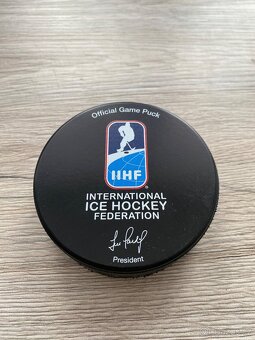 Official Game Puck
IIHF
INTERNATIONAL
ICE HOCKEY
FEDERATION
President